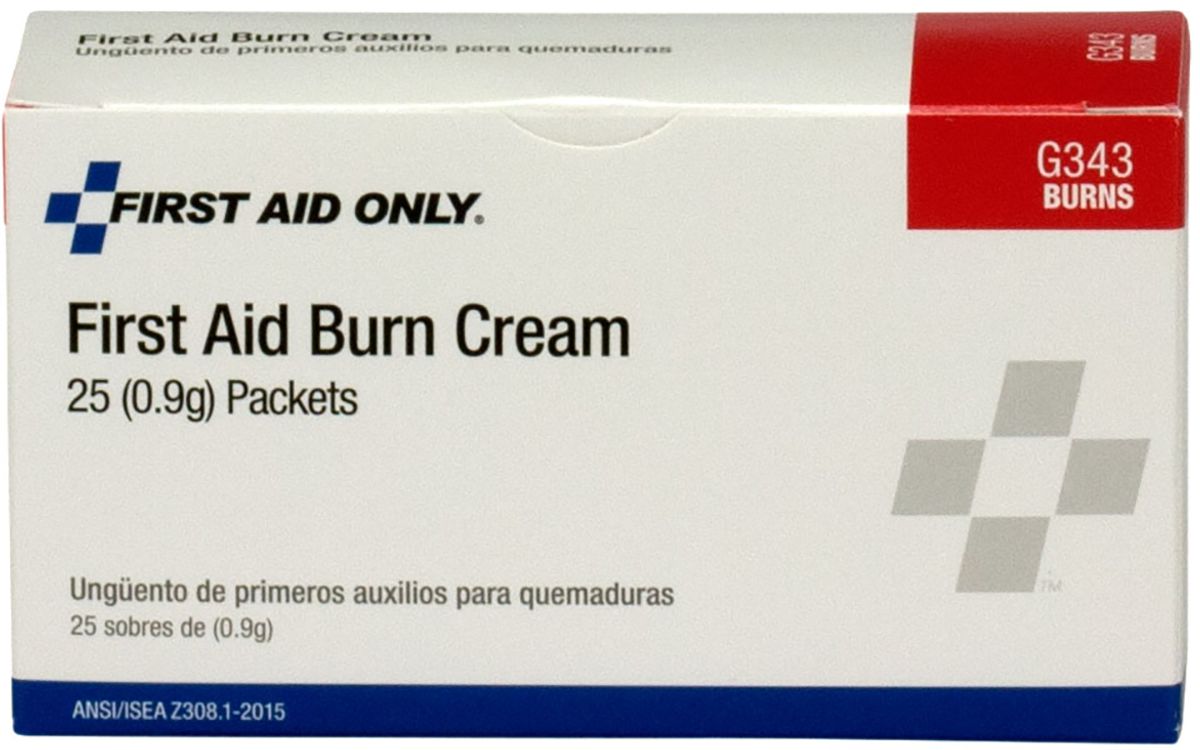 First Aid Burn Cream
Ungüento de primeros auxilios para quemaduras
G343
BURNS
G343
BURNS
FIRST AID ONLY®
First Aid Burn Cream
25 (0.9g) Packets
TM
Ungüento de primeros auxilios para quemaduras
25 sobres de (0.9g)
ANSI/ISEA Z308.1-2015